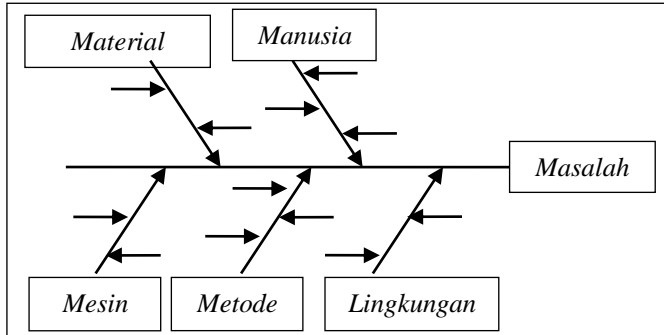 Material
Manusia
Masalah
Mesin
Metode
Lingkungan